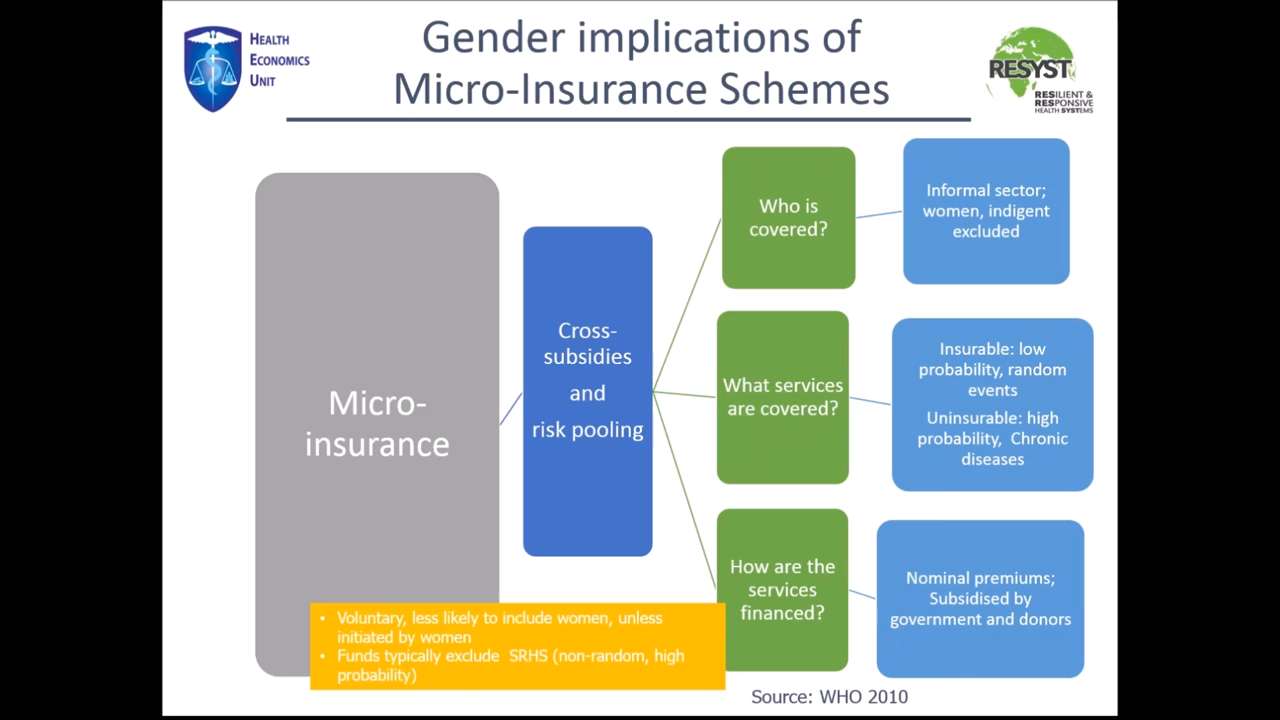 HEALTH
ECONOMICS
UNIT
Gender implications of
Micro-Insurance Schemes
RESYST
RESILIENT &
RESPONSIVE
HEALTH SYSTEMS
Micro-
insurance
Cross-
subsidies
and
risk pooling
Who is
covered?
Informal sector;
women, indigent
excluded
What services
are covered?
Insurable: low
probability, random
events
Uninsurable: high
probability, Chronic
diseases
How are the
services
financed?
Nominal premiums;
Subsidised by
government and donors
• Voluntary, less likely to include women, unless
initiated by women
• Funds typically exclude SRHS (non-random, high
probability)
Source: WHO 2010